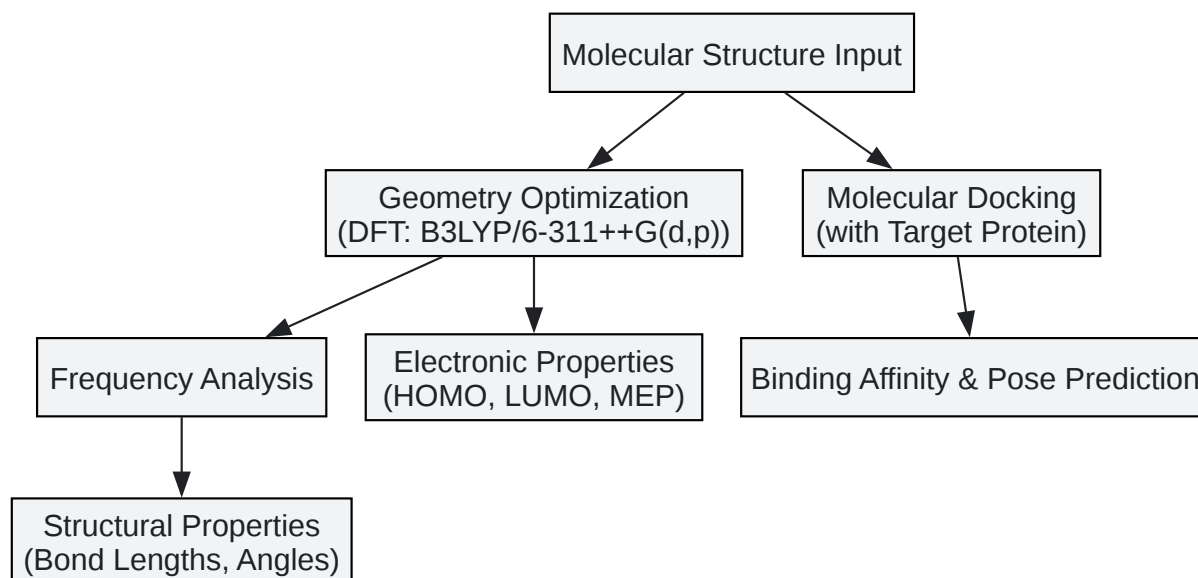 Molecular Structure Input
Geometry Optimization
(DFT: B3LYP/6-311++G(d,p))
Molecular Docking
(with Target Protein)
Frequency Analysis
Electronic Properties
(HOMO, LUMO, MEP)
Binding Affinity & Pose Prediction
Structural Properties
(Bond Lengths, Angles)